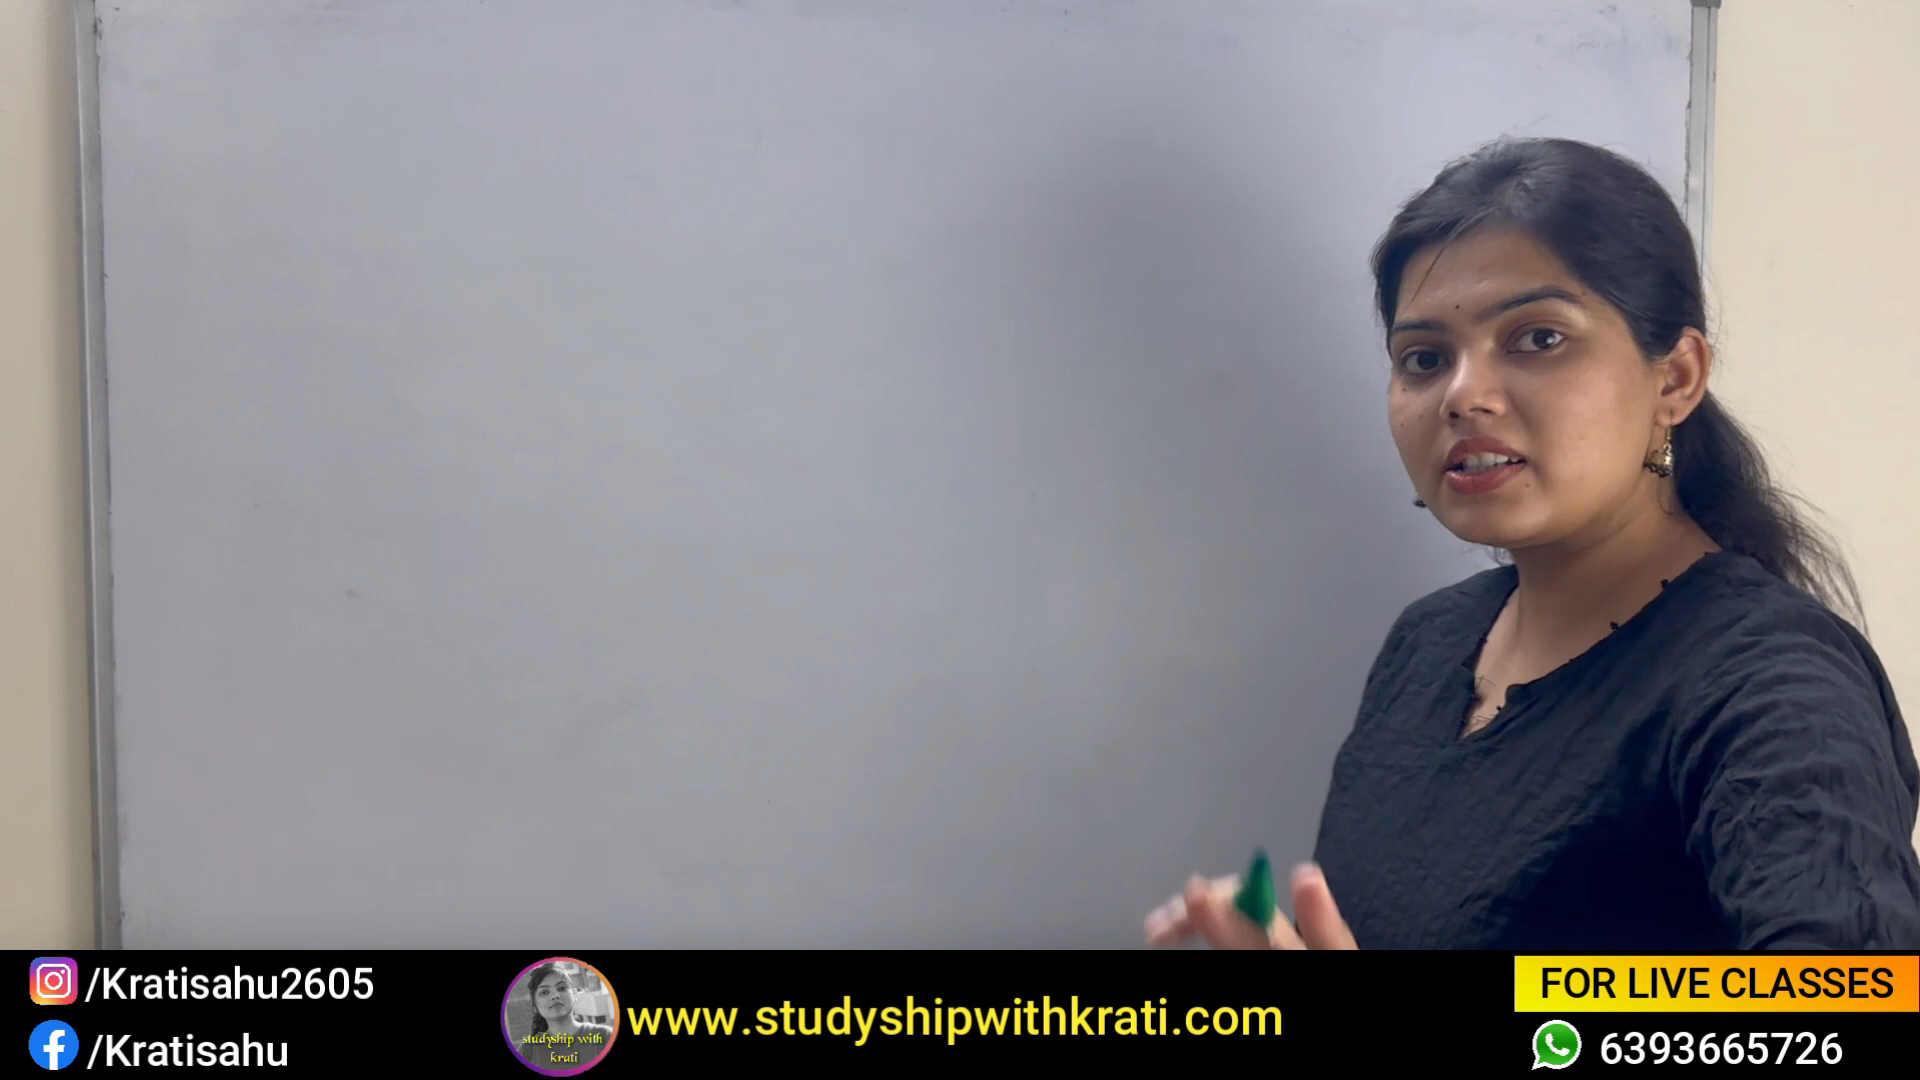 /Kratisahu2605
/Kratisahu
studyship with
krati
www.studyshipwithkrati.com
FOR LIVE CLASSES
6393665726